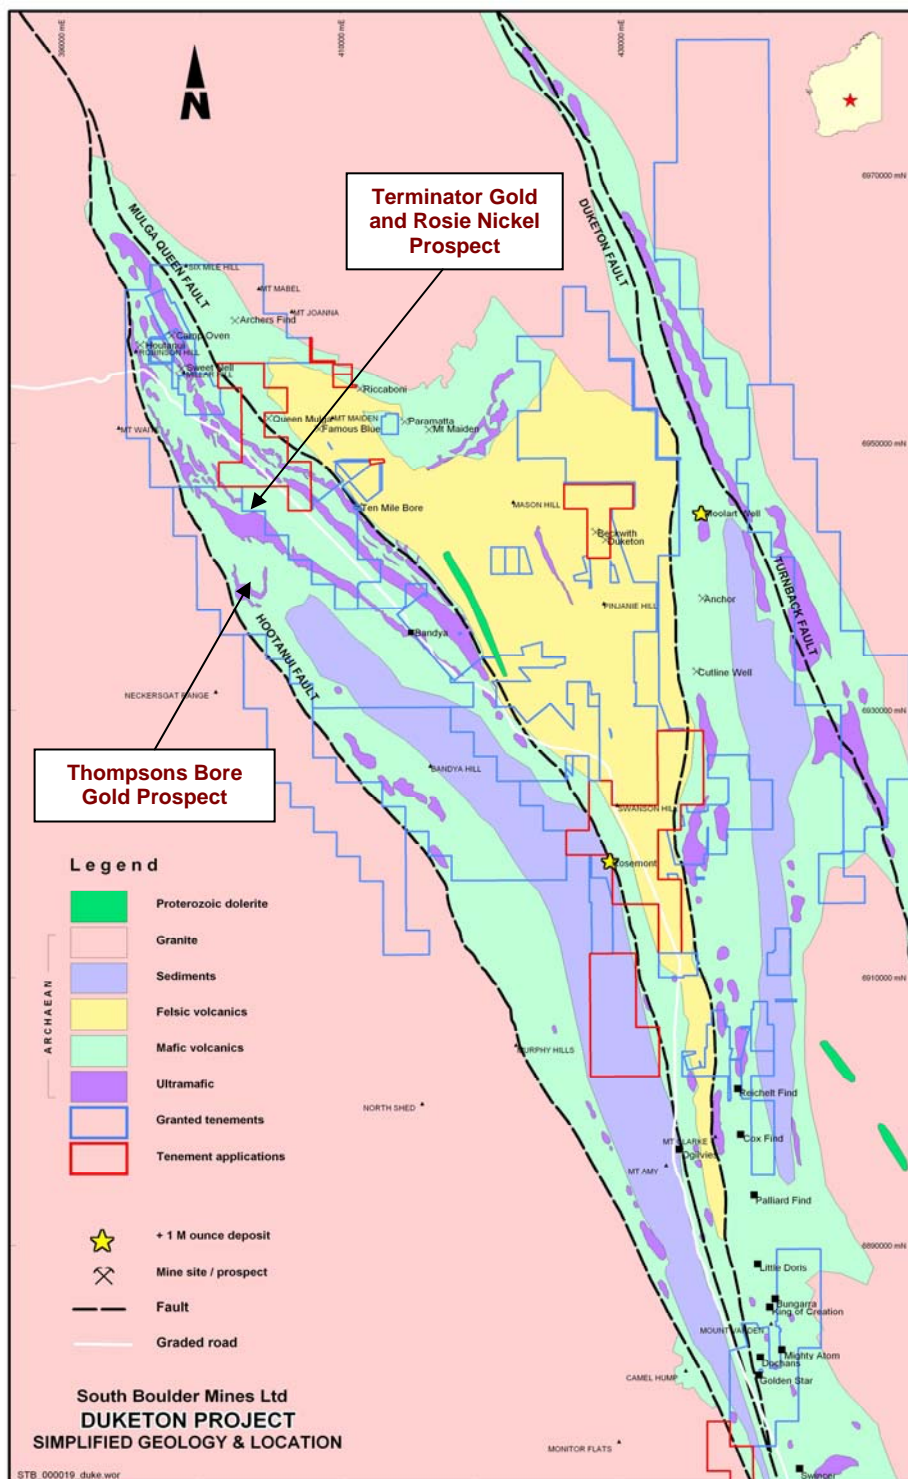 390000 mE
410000 mE
430000 mE
N
6970000 mN
Terminator Gold
and Rosie Nickel
Prospect
MULGA QUEEN FAULT
DUKETON FAULT
SIX MILE HILL
MT MABEL
MT JOANNA
Archers Find
Camp Oven
Hootanui
ROBINSON HILL
Sweet Nell
Riccaboni
MT MAIDEN
Queen Mulga
Famous Blue
Paramatta
Mt Maiden
6950000 mN
Ten Mile Bore
MASON HILL
Beckwith
Duketon
Moolart Well
TURNBACK FAULT
PINJANIE HILL
Anchor
HOOTANUI FAULT
Bandya
Cutline Well
NECKERSGAT RANGE
6930000 mN
Thompsons Bore
Gold Prospect
BANDYA HILL
SWANSON HILL
Rosemont
Legend
Proterozoic dolerite
Granite
Sediments
Felsic volcanics
Mafic volcanics
Ultramafic
ARCHAEAN
Granted tenements
Tenement applications
6910000 mN
MURPHY HILLS
NORTH SHED
Reichelt Find
MT CLARKE
Cox Find
Ogilvies
MT AMY
Palliard Find
+ 1 M ounce deposit
Mine site / prospect
Fault
Graded road
6890000 mN
Little Doris
Bungarra
King of Creation
MOUNT VARDEN
Mighty Atom
Golden Star
CAMEL HUMP
South Boulder Mines Ltd
DUKETON PROJECT
SIMPLIFIED GEOLOGY & LOCATION
MONITOR FLATS
STB_000019_duke.wor